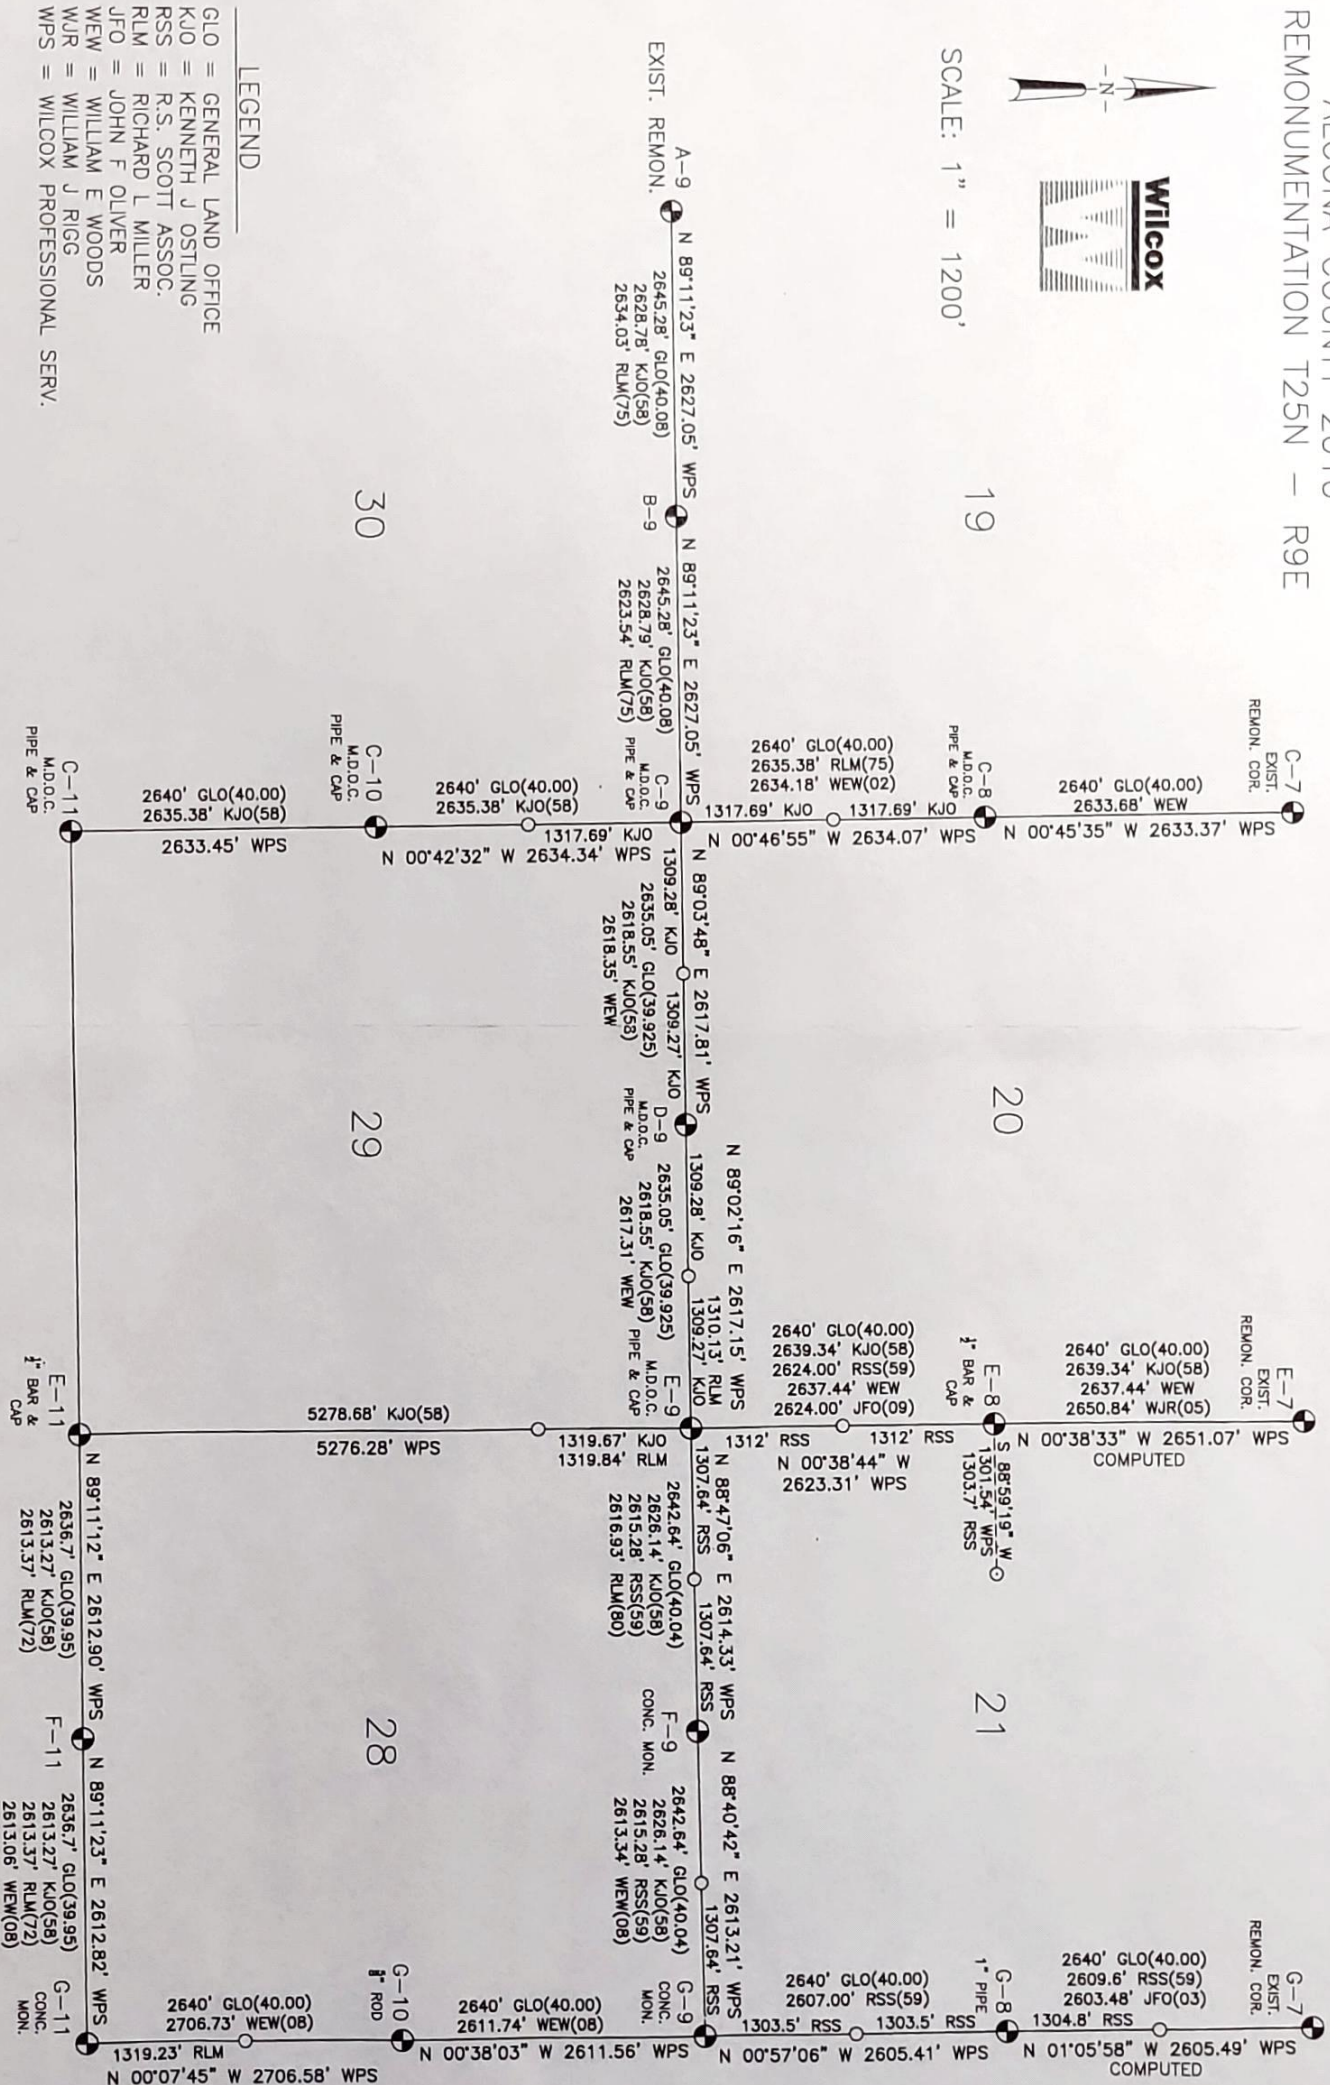 REMONUMENTATION T25N - R9E
-N-
Wilcox
SCALE: 1" = 1200'
19
20
21
30
29
28
C-7
EXIST.
REMON. COR.
2640' GLO(40.00)
2633.68' WEW
N 00°45'35" W 2633.37' WPS
C-8
M.D.O.C.
PIPE & CAP
2640' GLO(40.00)
2635.38' RLM(75)
2634.18' WEW(02)
1317.69' KJO
1317.69' KJO
N 00°46'55" W 2634.07' WPS
E-7
EXIST.
REMON. COR.
2640' GLO(40.00)
2639.34' KJO(58)
2637.44' WEW
2650.84' WJR(05)
N 00°38'33" W 2651.07' WPS
COMPUTED
E-8
½" BAR &
CAP
S 88°59'19" W
1301.54' WPS
1303.7' RSS
2640' GLO(40.00)
2639.34' KJO(58)
2624.00' RSS(59)
2637.44' WEW
2624.00' JFO(09)
1312' RSS
1312' RSS
N 00°38'44" W
2623.31' WPS
G-7
EXIST.
REMON. COR.
2640' GLO(40.00)
2609.6' RSS(59)
2603.48' JFO(03)
1304.8' RSS
N 01°05'58" W 2605.49' WPS
COMPUTED
G-8
1" PIPE
2640' GLO(40.00)
2607.00' RSS(59)
1303.5' RSS
1303.5' RSS
N 00°57'06" W 2605.41' WPS
A-9
EXIST. REMON.
N 89°11'23" E 2627.05' WPS
2645.28' GLO(40.08)
2628.78' KJO(58)
2634.03' RLM(75)
B-9
N 89°11'23" E 2627.05' WPS
2645.28' GLO(40.08)
2628.79' KJO(58)
2623.54' RLM(75)
C-9
M.D.O.C.
PIPE & CAP
N 89°03'48" E 2617.81' WPS
1309.28' KJO
1309.27' KJO
2635.05' GLO(39.925)
2618.55' KJO(58)
2618.35' WEW
D-9
M.D.O.C.
PIPE & CAP
N 89°02'16" E 2617.15' WPS
1310.13' RLM
1309.28' KJO
1309.27' KJO
2635.05' GLO(39.925)
2618.55' KJO(58)
2617.31' WEW
E-9
M.D.O.C.
PIPE & CAP
N 88°47'06" E 2614.33' WPS
1307.64' RSS
1307.64' RSS
2642.64' GLO(40.04)
2626.14' KJO(58)
2615.28' RSS(59)
2616.93' RLM(80)
F-9
CONC. MON.
N 88°40'42" E 2613.21' WPS
1307.64' RSS
2642.64' GLO(40.04)
2626.14' KJO(58)
2615.28' RSS(59)
2613.34' WEW(08)
G-9
CONC.
MON.
1317.69' KJO
2640' GLO(40.00)
2635.38' KJO(58)
N 00°42'32" W 2634.34' WPS
C-10
M.D.O.C.
PIPE & CAP
2640' GLO(40.00)
2635.38' KJO(58)
2633.45' WPS
C-11
M.D.O.C.
PIPE & CAP
1319.67' KJO
1319.84' RLM
5278.68' KJO(58)
5276.28' WPS
E-11
½" BAR &
CAP
N 89°11'12" E 2612.90' WPS
2636.7' GLO(39.95)
2613.27' KJO(58)
2613.37' RLM(72)
F-11
N 89°11'23" E 2612.82' WPS
2636.7' GLO(39.95)
2613.27' KJO(58)
2613.37' RLM(72)
2613.06' WEW(08)
G-11
CONC.
MON.
2640' GLO(40.00)
2611.74' WEW(08)
N 00°38'03" W 2611.56' WPS
G-10
ROD
2640' GLO(40.00)
2706.73' WEW(08)
1319.23' RLM
N 00°07'45" W 2706.58' WPS
LEGEND
GLO = GENERAL LAND OFFICE
KJO = KENNETH J OSTLING
RSS = R.S. SCOTT ASSOC.
RLM = RICHARD L MILLER
JFO = JOHN F OLIVER
WEW = WILLIAM E WOODS
WJR = WILLIAM J RIGG
WPS = WILCOX PROFESSIONAL SERV.